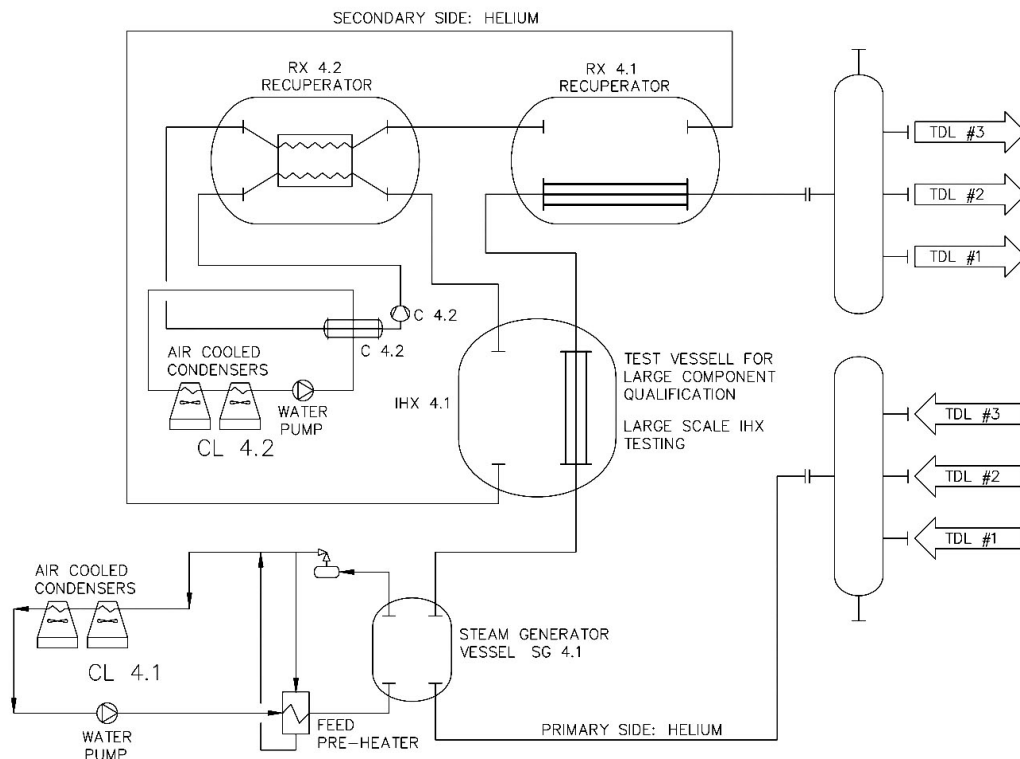 SECONDARY SIDE: HELIUM
RX 4.2
RECUPERATOR
RX 4.1
RECUPERATOR
TDL #3
TDL #2
TDL #1
C 4.2
C 4.2
AIR COOLED
CONDENSERS
WATER
PUMP
CL 4.2
IHX 4.1
TEST VESSELL FOR
LARGE COMPONENT
QUALIFICATION
LARGE SCALE IHX
TESTING
TDL #3
TDL #2
TDL #1
AIR COOLED
CONDENSERS
CL 4.1
STEAM GENERATOR
VESSEL SG 4.1
WATER
PUMP
FEED
PRE-HEATER
PRIMARY SIDE: HELIUM